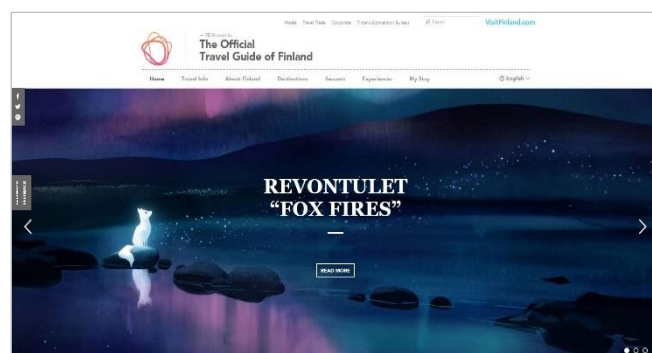 Media Travel Trade Corporate Finland Convention Bureau Search VisitFinland.com
The Official
Travel Guide of Finland
Home Travel Info About Finland Destinations Seasons Experiences My Stay
English
REVONTULET
“FOX FIRES”
READ MORE